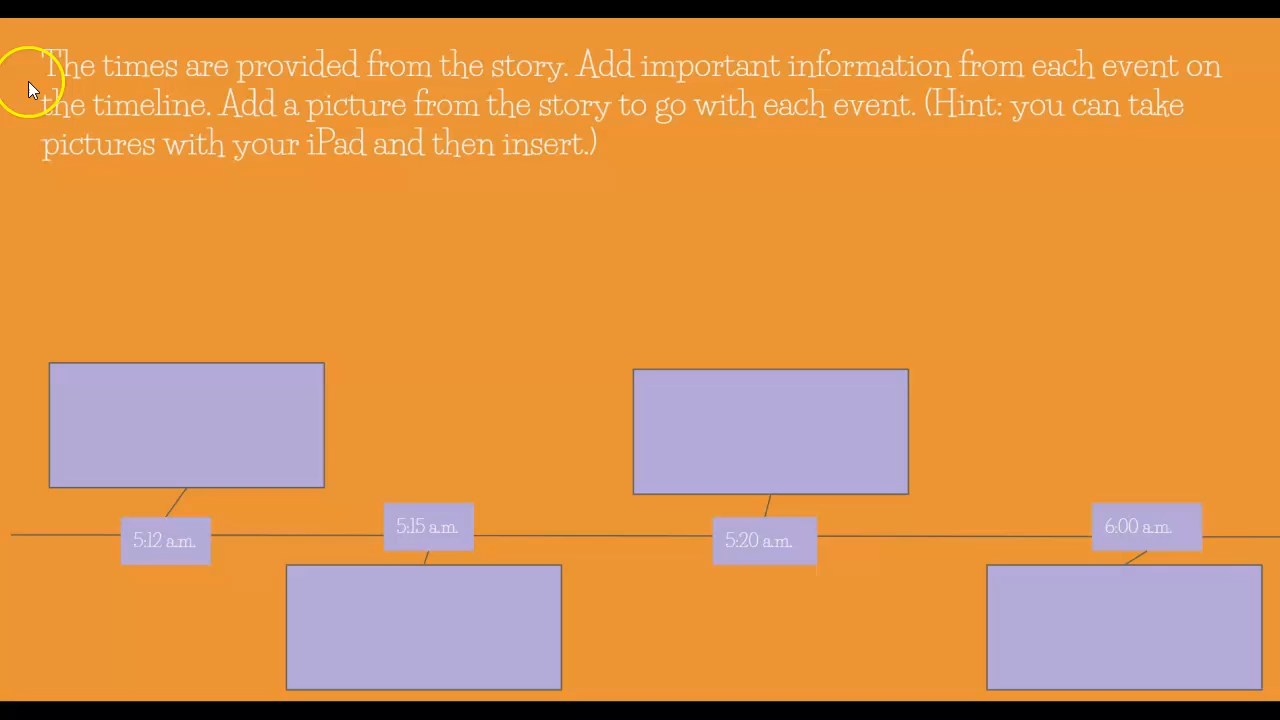 The times are provided from the story. Add important information from each event on
the timeline. Add a picture from the story to go with each event. (Hint: you can take
pictures with your iPad and then insert.)
5:12 a.m.
5:15 a.m.
5:20 a.m.
6:00 a.m.